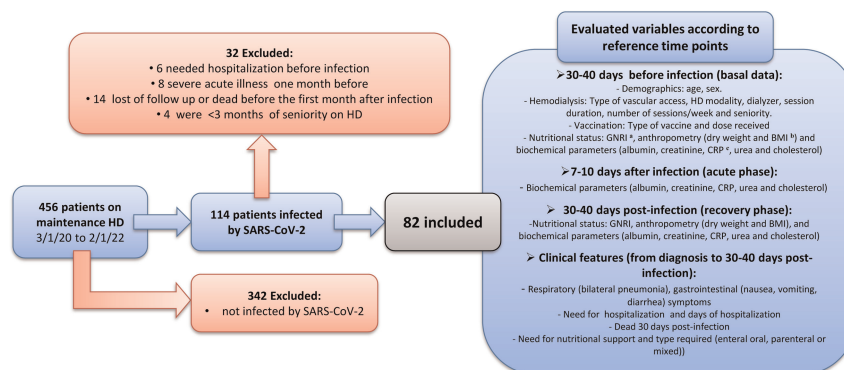 32 Excluded:
• 6 needed hospitalization before infection
• 8 severe acute illness one month before
• 14 lost of follow up or dead before the first month after infection
• 4 were <3 months of seniority on HD
456 patients on
maintenance HD
3/1/20 to 2/1/22
114 patients infected
by SARS-CoV-2
82 included
342 Excluded:
• not infected by SARS-CoV-2
Evaluated variables according to
reference time points
➢30-40 days before infection (basal data):
- Demographics: age, sex.
- Hemodialysis: Type of vascular access, HD modality, dialyzer, session
duration, number of sessions/week and seniority.
- Vaccination: Type of vaccine and dose received
- Nutritional status: GNRI ᵃ, anthropometry (dry weight and BMI ᵇ) and
biochemical parameters (albumin, creatinine, CRP ᶜ, urea and cholesterol)
➢7-10 days after infection (acute phase)
- Biochemical parameters (albumin, creatinine, CRP, urea and cholesterol)
➢ 30-40 days post-infection (recovery phase)
-Nutritional status: GNRI, anthropometry (dry weight and BMI), and
biochemical parameters (albumin, creatinine, CRP, urea and cholesterol)
➢ Clinical features (from diagnosis to 30-40 days post-
infection):
- Respiratory (bilateral pneumonia), gastrointestinal (nausea, vomiting,
diarrhea) symptoms
- Need for hospitalization and days of hospitalization
- Dead 30 days post-infection
- Need for nutritional support and type required (enteral oral, parenteral or
mixed))